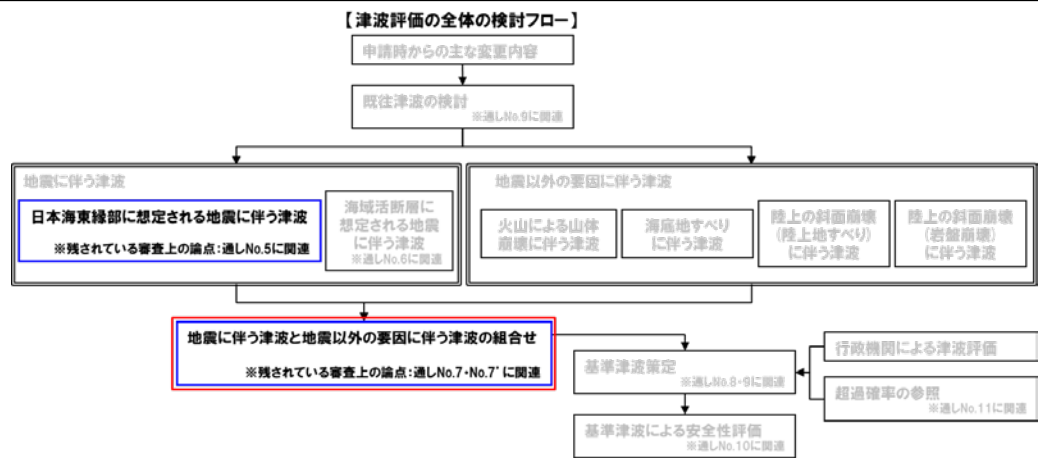 【津波評価の全体の検討フロー】
申請時からの主な変更内容
既往津波の検討
※通しNo.9に関連
地震に伴う津波
日本海東縁部に想定される地震に伴う津波
※残されている審査上の論点:通しNo.5に関連
海域活断層に
想定される地震
に伴う津波
※通しNo.6に関連
地震以外の要因に伴う津波
火山による山体
崩壊に伴う津波
海底地すべり
に伴う津波
陸上の斜面崩壊
(陸上地すべり)
に伴う津波
陸上の斜面崩壊
(岩盤崩壊)
に伴う津波
地震に伴う津波と地震以外の要因に伴う津波の組合せ
※残されている審査上の論点:通しNo.7・No.7'に関連
基準津波策定
※通しNo.8・9に関連
行政機関による津波評価
超過確率の参照
※通しNo.11に関連
基準津波による安全性評価
※通しNo.10に関連